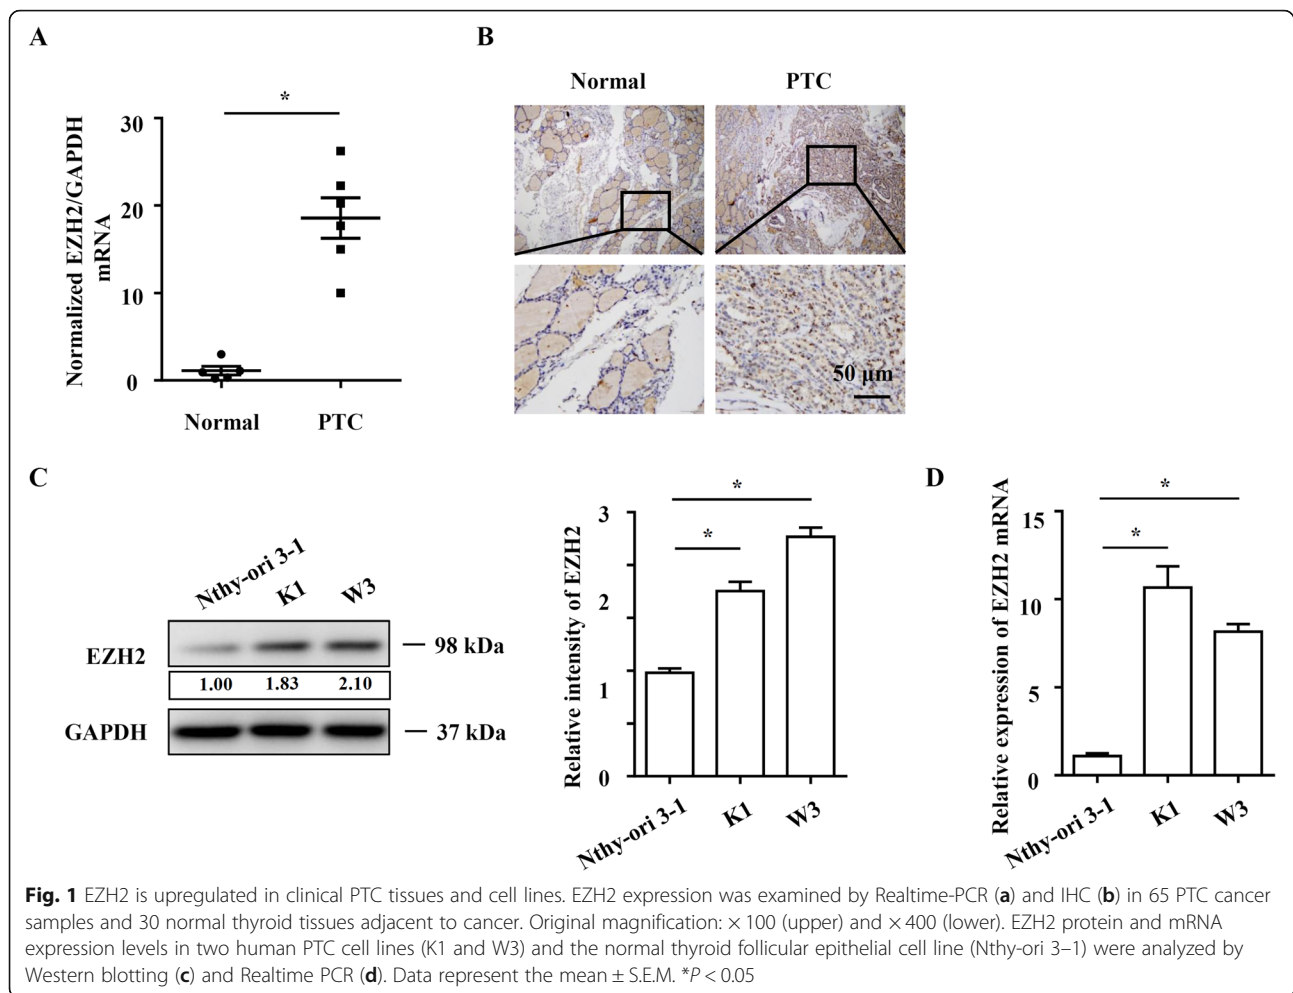 A
B
Normal
PTC
*
30
20
10
0
Normalized EZH2/GAPDH
mRNA
Normal
PTC
50 μm
C
D
Nthy-ori 3-1
K1
W3
EZH2
98 kDa
1.00 1.83 2.10
GAPDH
37 kDa
Relative intensity of EZH2
3
2
1
0
*
*
Nthy-ori 3-1
K1
W3
Relative expression of EZH2 mRNA
15
10
5
0
*
*
Nthy-ori 3-1
K1
W3
Fig. 1 EZH2 is upregulated in clinical PTC tissues and cell lines. EZH2 expression was examined by Realtime-PCR (a) and IHC (b) in 65 PTC cancer
samples and 30 normal thyroid tissues adjacent to cancer. Original magnification: × 100 (upper) and × 400 (lower). EZH2 protein and mRNA
expression levels in two human PTC cell lines (K1 and W3) and the normal thyroid follicular epithelial cell line (Nthy-ori 3–1) were analyzed by
Western blotting (c) and Realtime PCR (d). Data represent the mean ± S.E.M. *P < 0.05